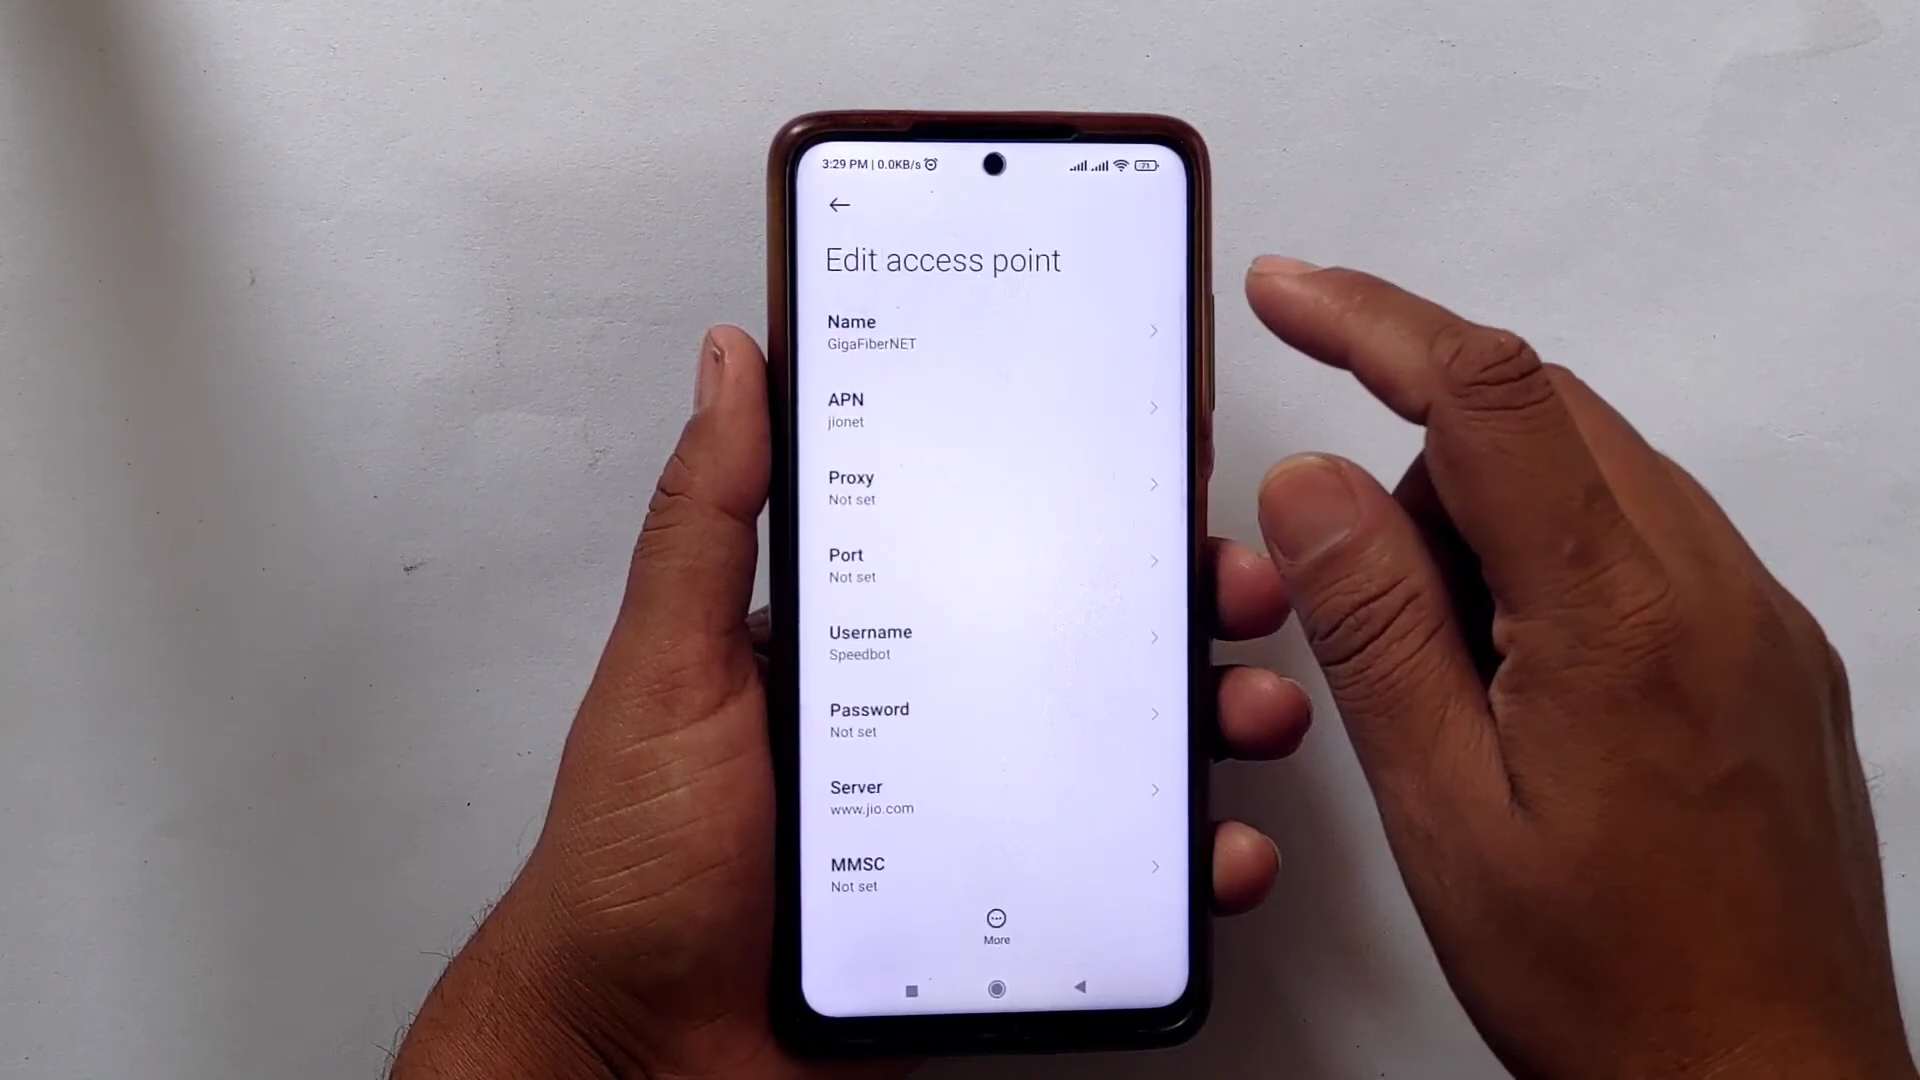 3:29 PM | 0.0KB/s
71
Edit access point
Name
GigaFiberNET
APN
jionet
Proxy
Not set
Port
Not set
Username
Speedbot
Password
Not set
Server
www.jio.com
MMSC
Not set
More